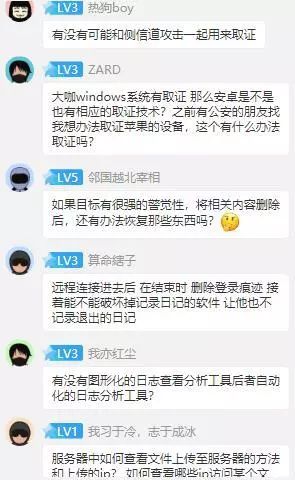 LV3 热狗boy
有没有可能和侧信道攻击一起用来取证
LV3 ZARD
大咖windows系统有取证 那么安卓是不是
也有相应的取证技术？之前有公安的朋友找
我想办法取证苹果的设备，这个有什么办法
取证吗？
LV5 邻国越北宰相
如果目标有很强的警觉性，将相关内容删除
后，还有办法恢复那些东西吗？
LV3 算命瞎子
远程连接进去后 在结束时 删除登录痕迹 接
着能不能破坏掉记录日记的软件 让他也不
记录退出的日记
LV3 我亦红尘
有没有图形化的日志查看分析工具后者自动
化的日志分析工具？
LV1 我习于冷，志于成冰
服务器中如何查看文件上传至服务器的方法
和上传的ip？ 如何查看哪些ip访问某个文